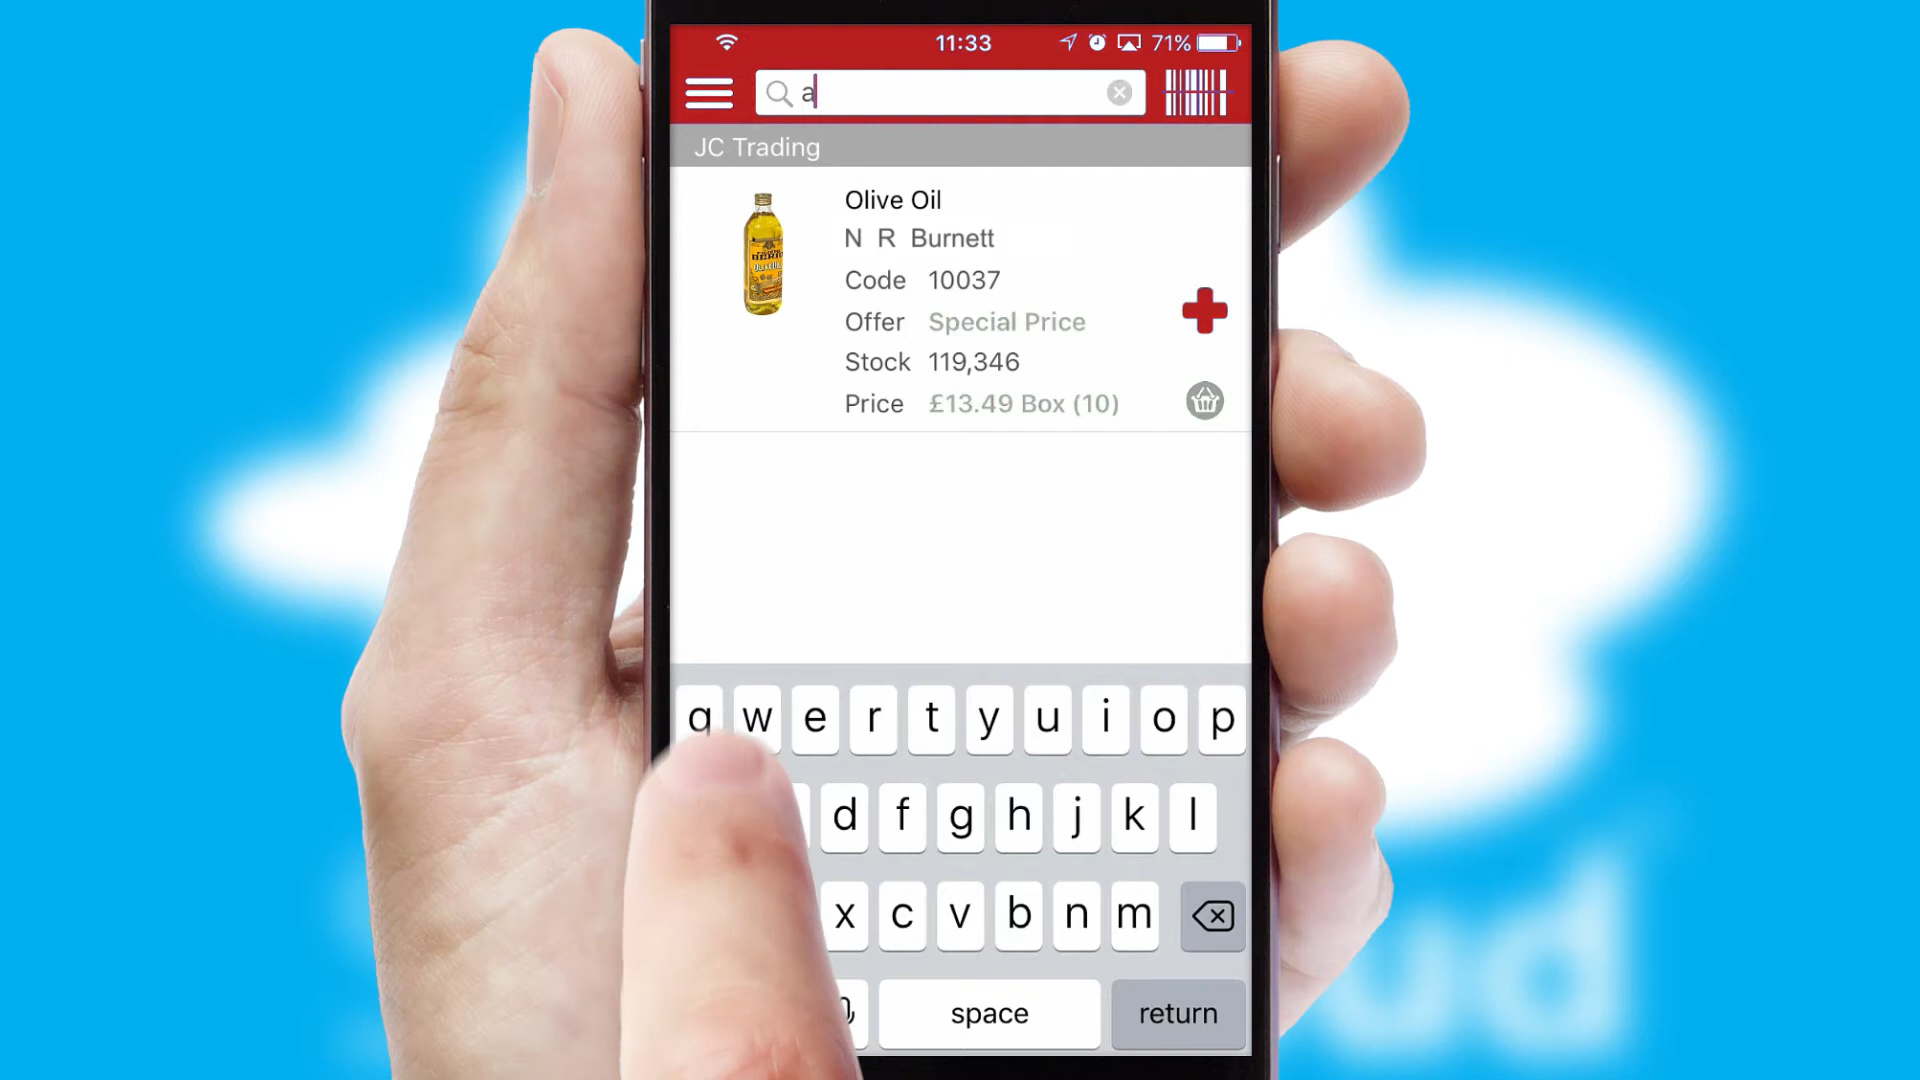 11:33
71%
a
JC Trading
Olive Oil
N R Burnett
Code 10037
Offer Special Price
Stock 119,346
Price £13.49 Box (10)
q w e r t y u i o p
d f g h j k l
x c v b n m
space return